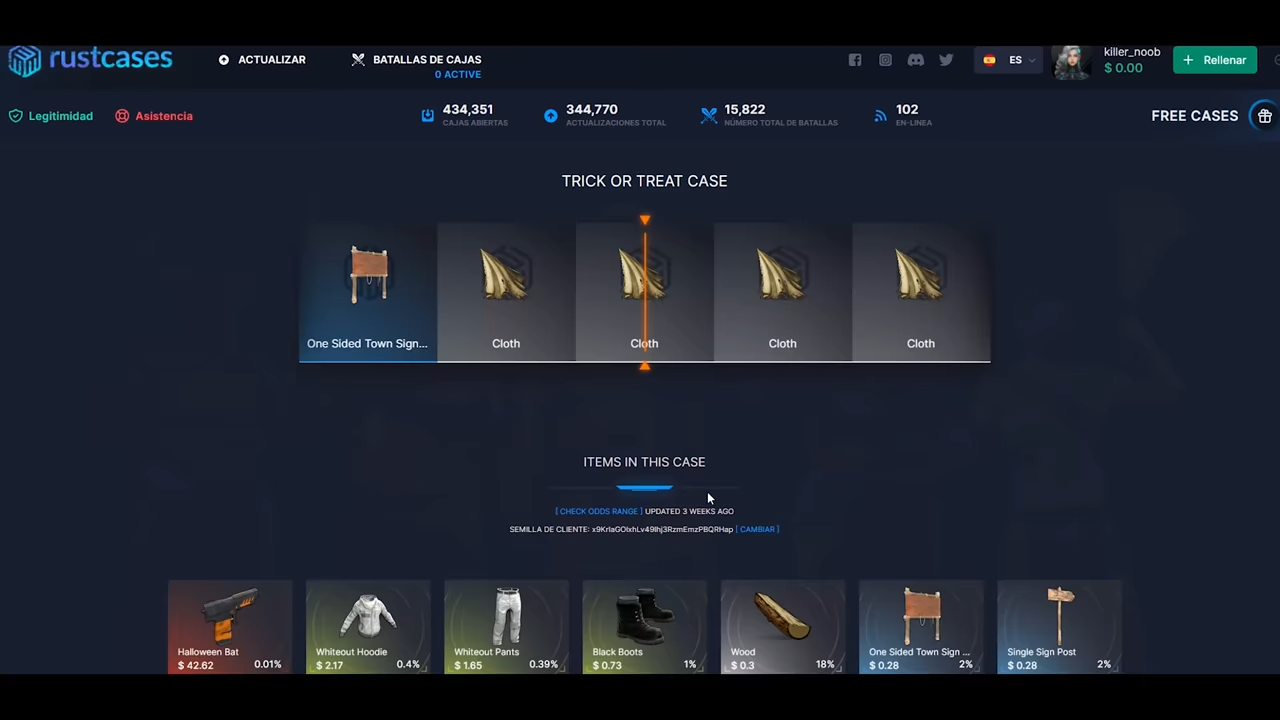 rustcases
ACTUALIZAR
BATALLAS DE CAJAS
0 ACTIVE
ES
killer_noob
$ 0.00
+ Rellenar
Legitimidad
Asistencia
434,351
CAJAS ABIERTAS
344,770
ACTUALIZACIONES TOTAL
15,822
NÚMERO TOTAL DE BATALLAS
102
EN-LINEA
FREE CASES
TRICK OR TREAT CASE
One Sided Town Sign...
Cloth
Cloth
Cloth
Cloth
ITEMS IN THIS CASE
[ CHECK ODDS RANGE ] UPDATED 3 WEEKS AGO
SEMILLA DE CLIENTE: [ CAMBIAR ]
Halloween Bat
$ 42.62 0.01%
Whiteout Hoodie
$ 2.17 0.4%
Whiteout Pants
$ 1.65 0.39%
Black Boots
$ 0.73 1%
Wood
$ 0.3 18%
One Sided Town Sign ...
$ 0.28 2%
Single Sign Post
$ 0.28 2%